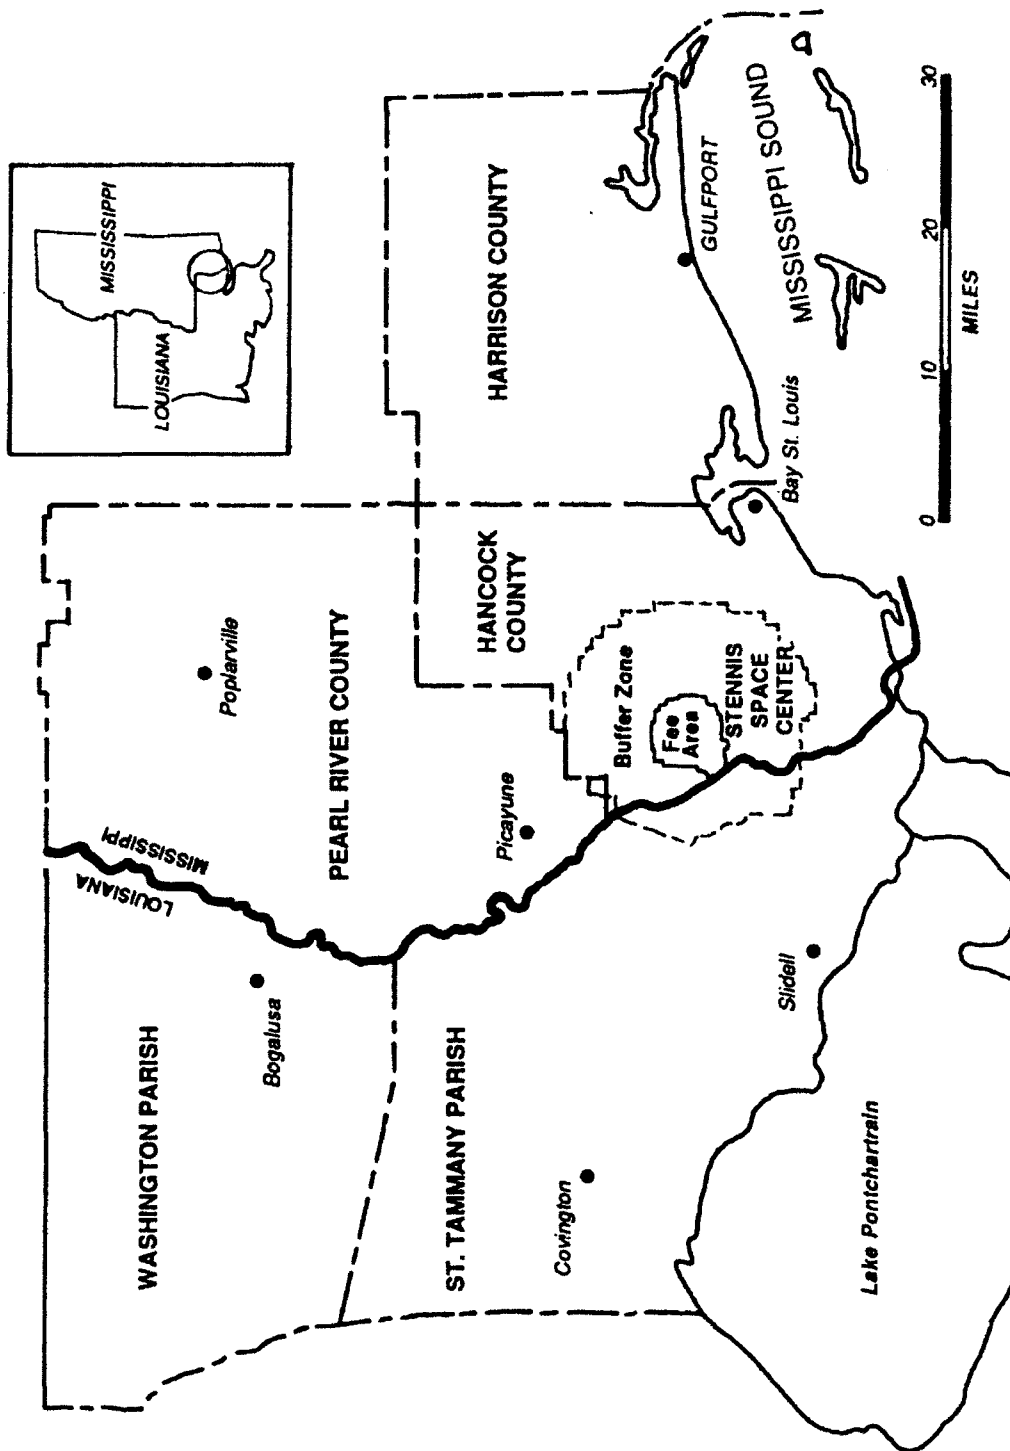 LOUISIANA
MISSISSIPPI
WASHINGTON PARISH
Bogalusa
LOUISIANA
MISSISSIPPI
Poplarville
PEARL RIVER COUNTY
ST. TAMMANY PARISH
Covington
Picayune
HANCOCK
COUNTY
HARRISON COUNTY
Buffer Zone
Fee
Area
STENNIS
SPACE
CENTER
Slidell
Lake Pontchartrain
Bay St. Louis
GULFPORT
MISSISSIPPI SOUND
0 10 20 30
MILES